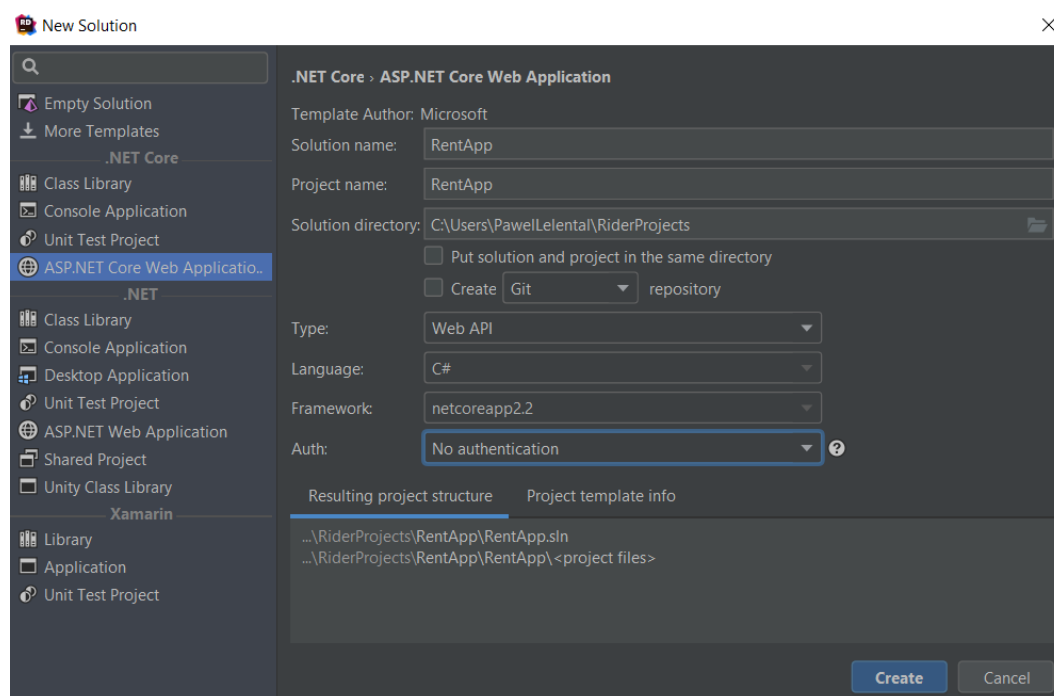 New Solution
Empty Solution
More Templates
.NET Core
Class Library
Console Application
Unit Test Project
ASP.NET Core Web Applicatio..
.NET
Class Library
Console Application
Desktop Application
Unit Test Project
ASP.NET Web Application
Shared Project
Unity Class Library
Xamarin
Library
Application
Unit Test Project
.NET Core › ASP.NET Core Web Application
Template Author: Microsoft
Solution name: RentApp
Project name: RentApp
Solution directory: C:\Users\PawelLelental\RiderProjects
Put solution and project in the same directory
Create Git repository
Type: Web API
Language: C#
Framework: netcoreapp2.2
Auth: No authentication
Resulting project structure Project template info
...\RiderProjects\RentApp\RentApp.sln
...\RiderProjects\RentApp\RentApp\<project files>
Create Cancel